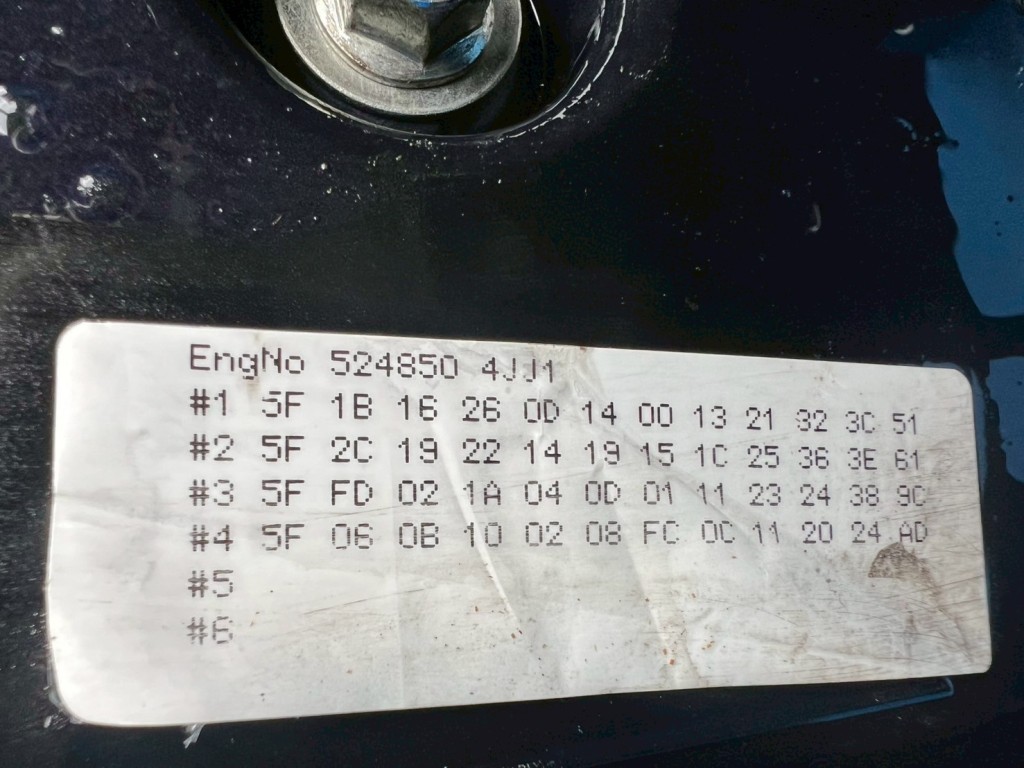 EngNo 524850 4JJ1
#1 5F 1B 16 26 0D 14 00 13 21 32 3C 51
#2 5F 2C 19 22 14 19 15 1C 25 36 3E 61
#3 5F FD 02 1A 04 0D 01 11 23 24 38 9C
#4 5F 06 0B 10 02 08 FC 0C 11 20 24 AD
#5
#6